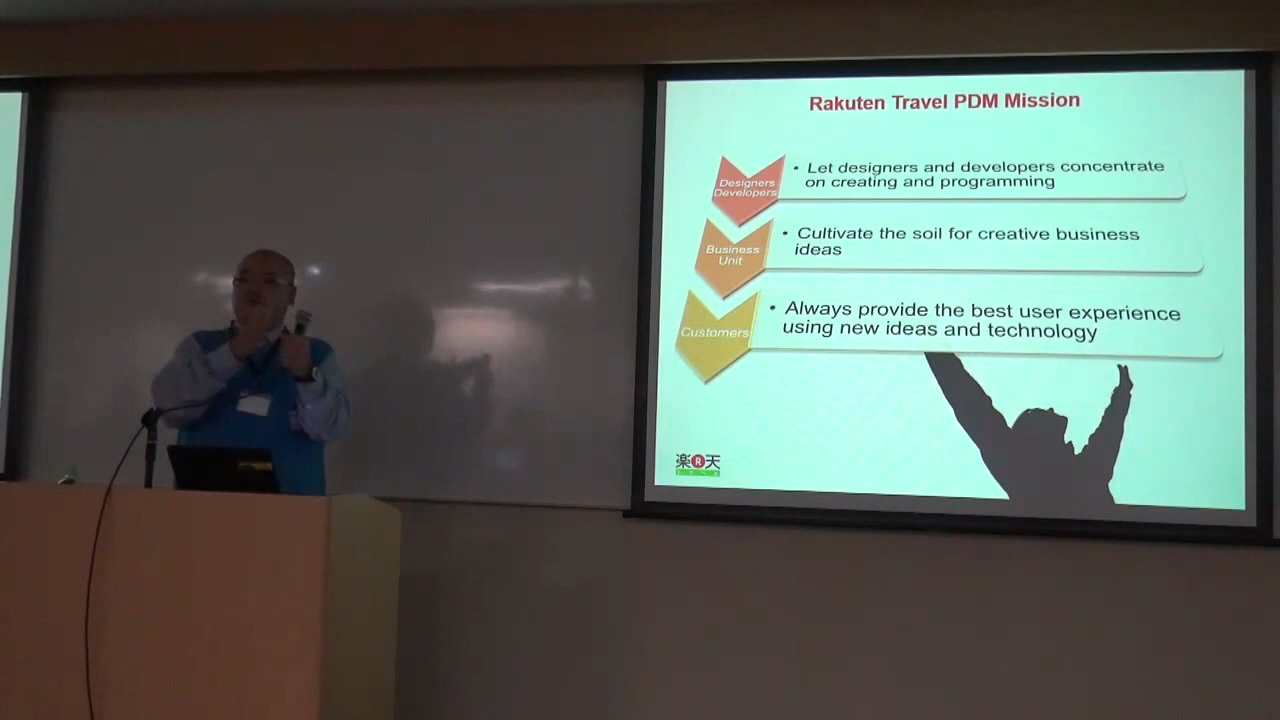 Rakuten Travel PDM Mission
Designers
Developers
• Let designers and developers concentrate
on creating and programming
Business
Unit
• Cultivate the soil for creative business
ideas
Customers
• Always provide the best user experience
using new ideas and technology
楽R天